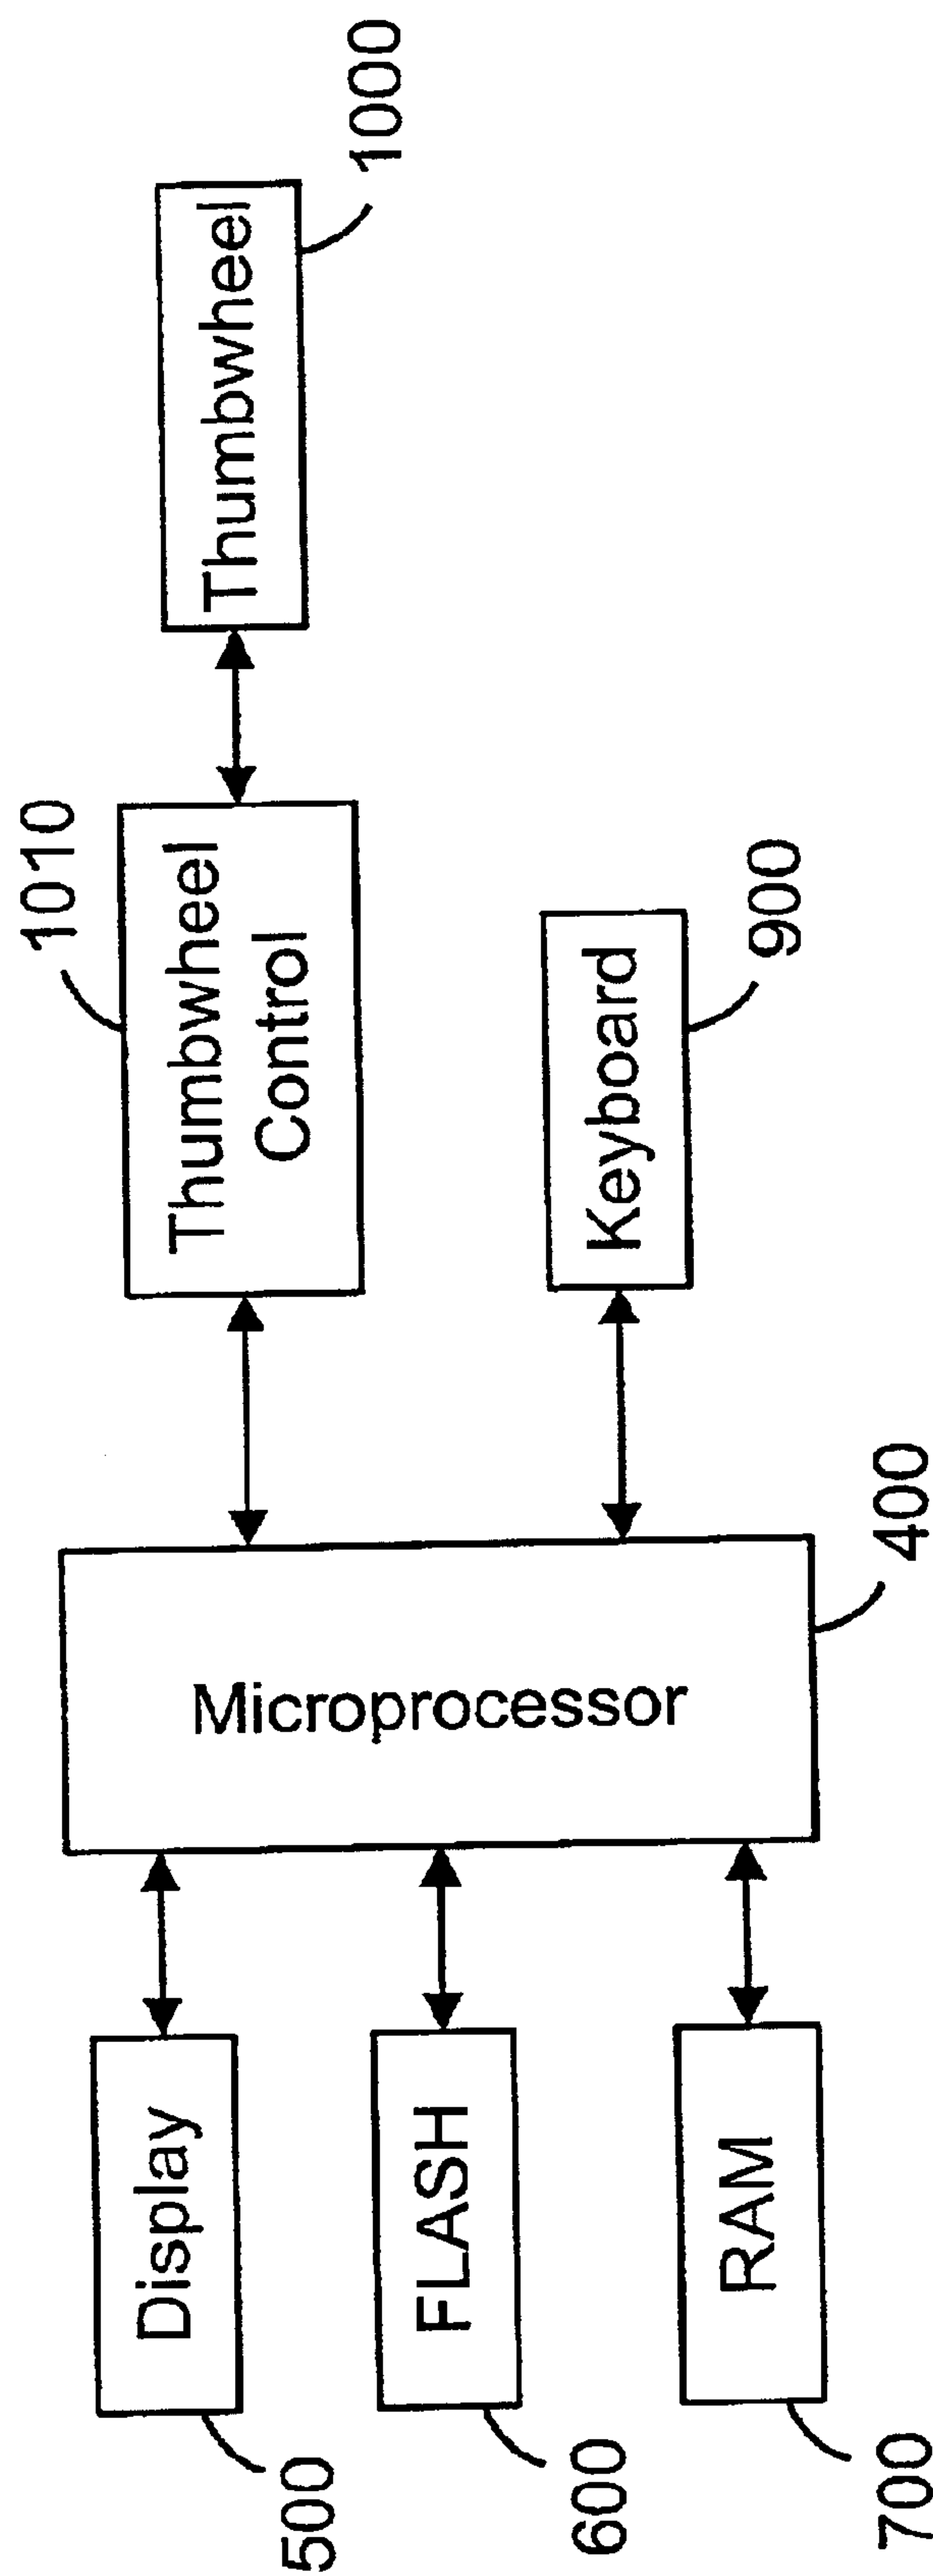 1010
Thumbwheel
Control
Thumbwheel
1000
Display
500
FLASH
600
RAM
700
Microprocessor
400
Keyboard
900